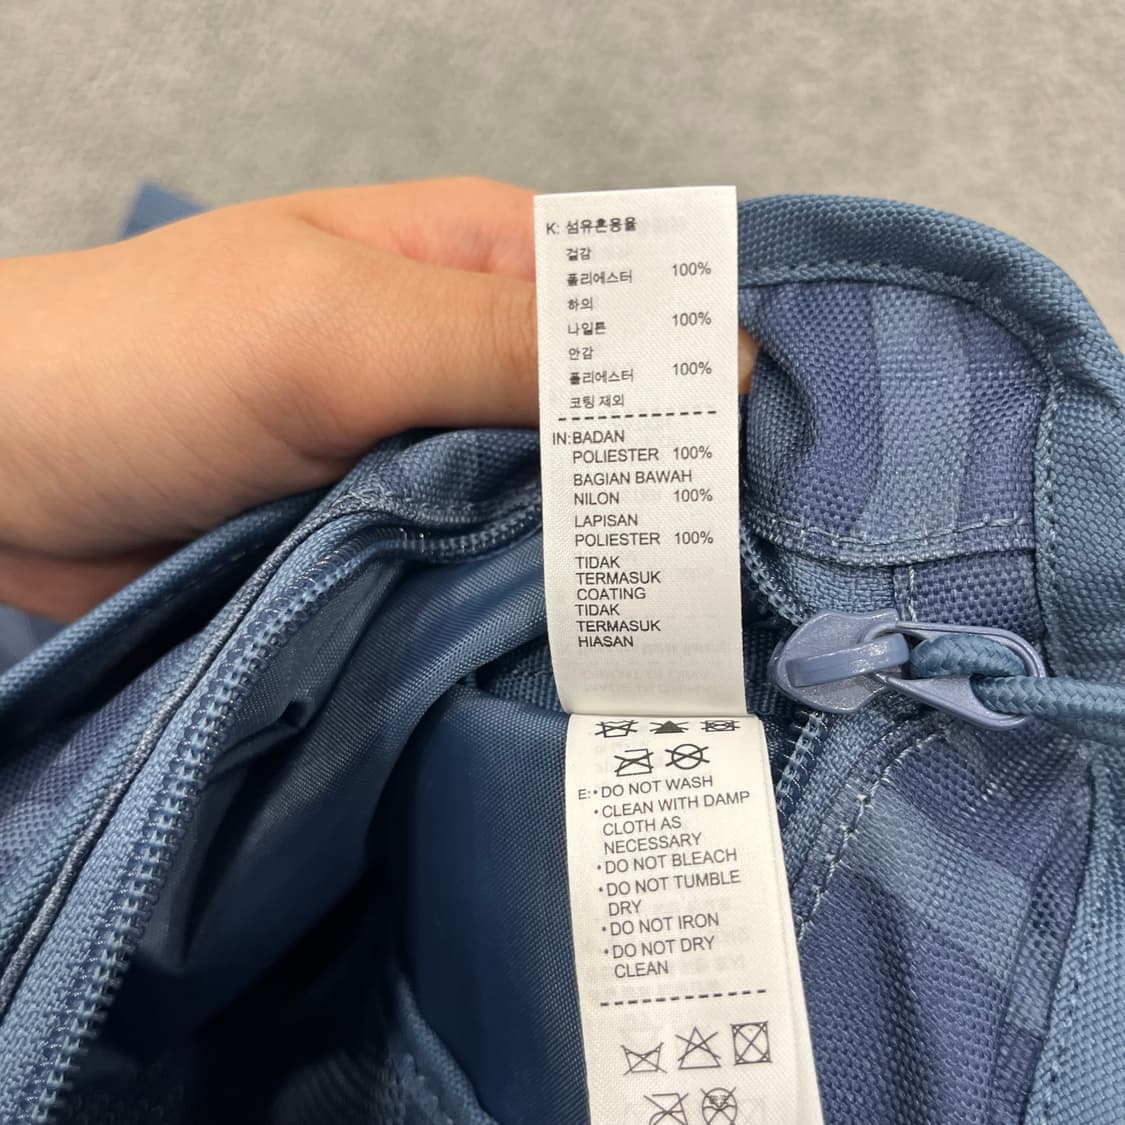 K: 섬유혼용율
겉감
폴리에스터 100%
하의
나일론 100%
안감
폴리에스터 100%
코팅 제외
IN:BADAN
POLIESTER 100%
BAGIAN BAWAH
NILON 100%
LAPISAN
POLIESTER 100%
TIDAK
TERMASUK
COATING
TIDAK
TERMASUK
HIASAN
E:•DO NOT WASH
•CLEAN WITH DAMP
CLOTH AS
NECESSARY
•DO NOT BLEACH
•DO NOT TUMBLE
DRY
•DO NOT IRON
•DO NOT DRY
CLEAN